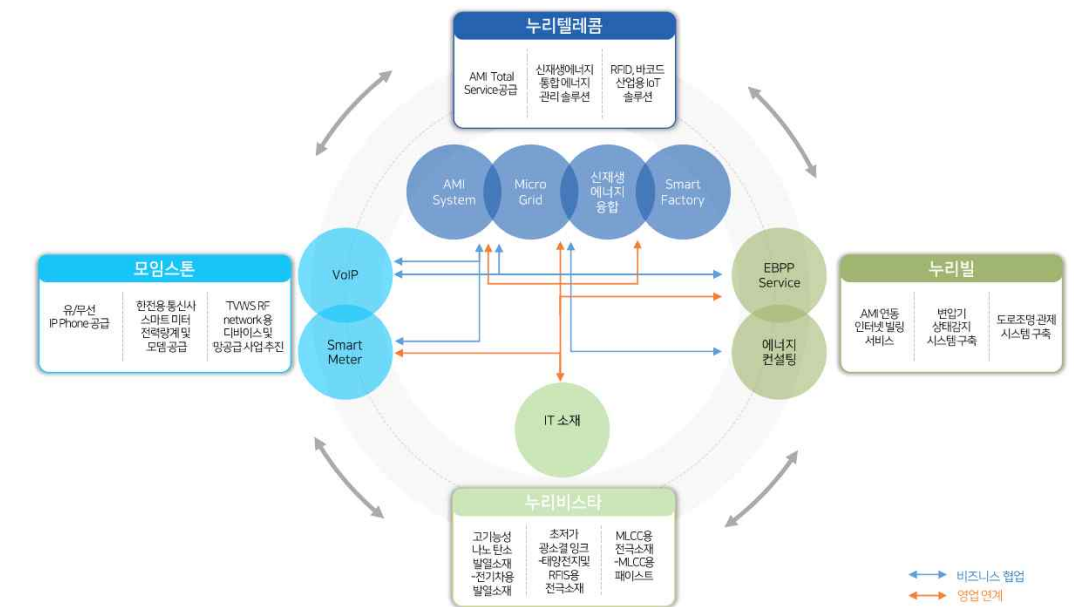 누리텔레콤
AMI Total
Service공급
신재생에너지
통합 에너지
관리 솔루션
RFID, 바코드
산업용 IoT
솔루션
AMI
System
Micro
Grid
신재생
에너지
융합
Smart
Factory
모임스톤
유/무선
IP Phone 공급
한전용 통신사
스마트 미터
전력량계 및
모뎀 공급
TVWS RF
network 용
디바이스 및
망공급 사업 추진
VoIP
Smart
Meter
EBPP
Service
에너지
컨설팅
누리빌
AMI 연동
인터넷 빌링
서비스
변압기
상태감지
시스템 구축
도로조명 관제
시스템 구축
IT 소재
누리비스타
고기능성
나노 탄소
발열소재
-전기차용
발열소재
초저가
광소결 잉크
-태양전지및
RFIS용
전극소재
MLCC용
전극소재
-MLCC용
페이스트
비즈니스 협업
영업 연계